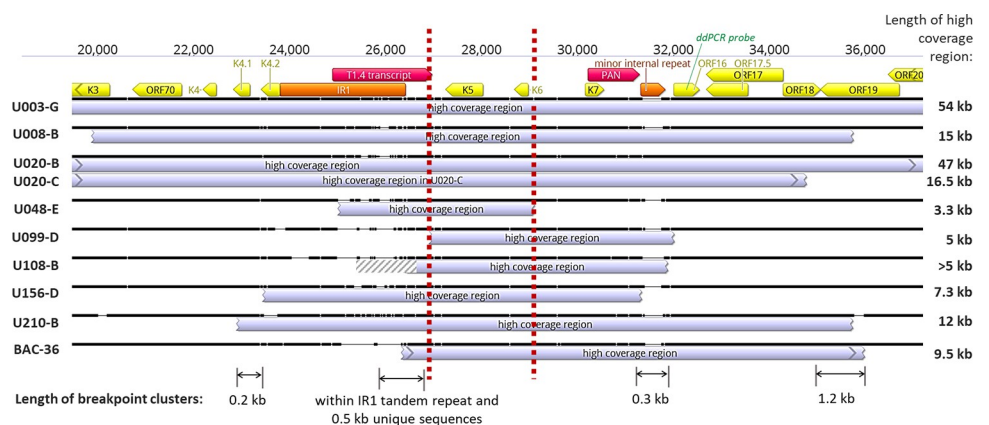 Length of high
coverage
region:
ddPCR probe
20,000 22,000 24,000 26,000 28,000 30,000 32,000 34,000 36,000
K4.1 K4.2 minor internal repeat ORF16 ORF17.5
T1.4 transcript PAN ORF17 ORF20
K3 ORF70 K4 IR1 K5 K6 K7 ORF18 ORF19
U003-G high coverage region 54 kb
U008-B high coverage region 15 kb
U020-B high coverage region 47 kb
U020-C high coverage region in U020-C 16.5 kb
U048-E high coverage region 3.3 kb
U099-D high coverage region 5 kb
U108-B high coverage region >5 kb
U156-D high coverage region 7.3 kb
U210-B high coverage region 12 kb
BAC-36 high coverage region 9.5 kb
Length of breakpoint clusters: 0.2 kb within IR1 tandem repeat and 0.3 kb 1.2 kb
0.5 kb unique sequences